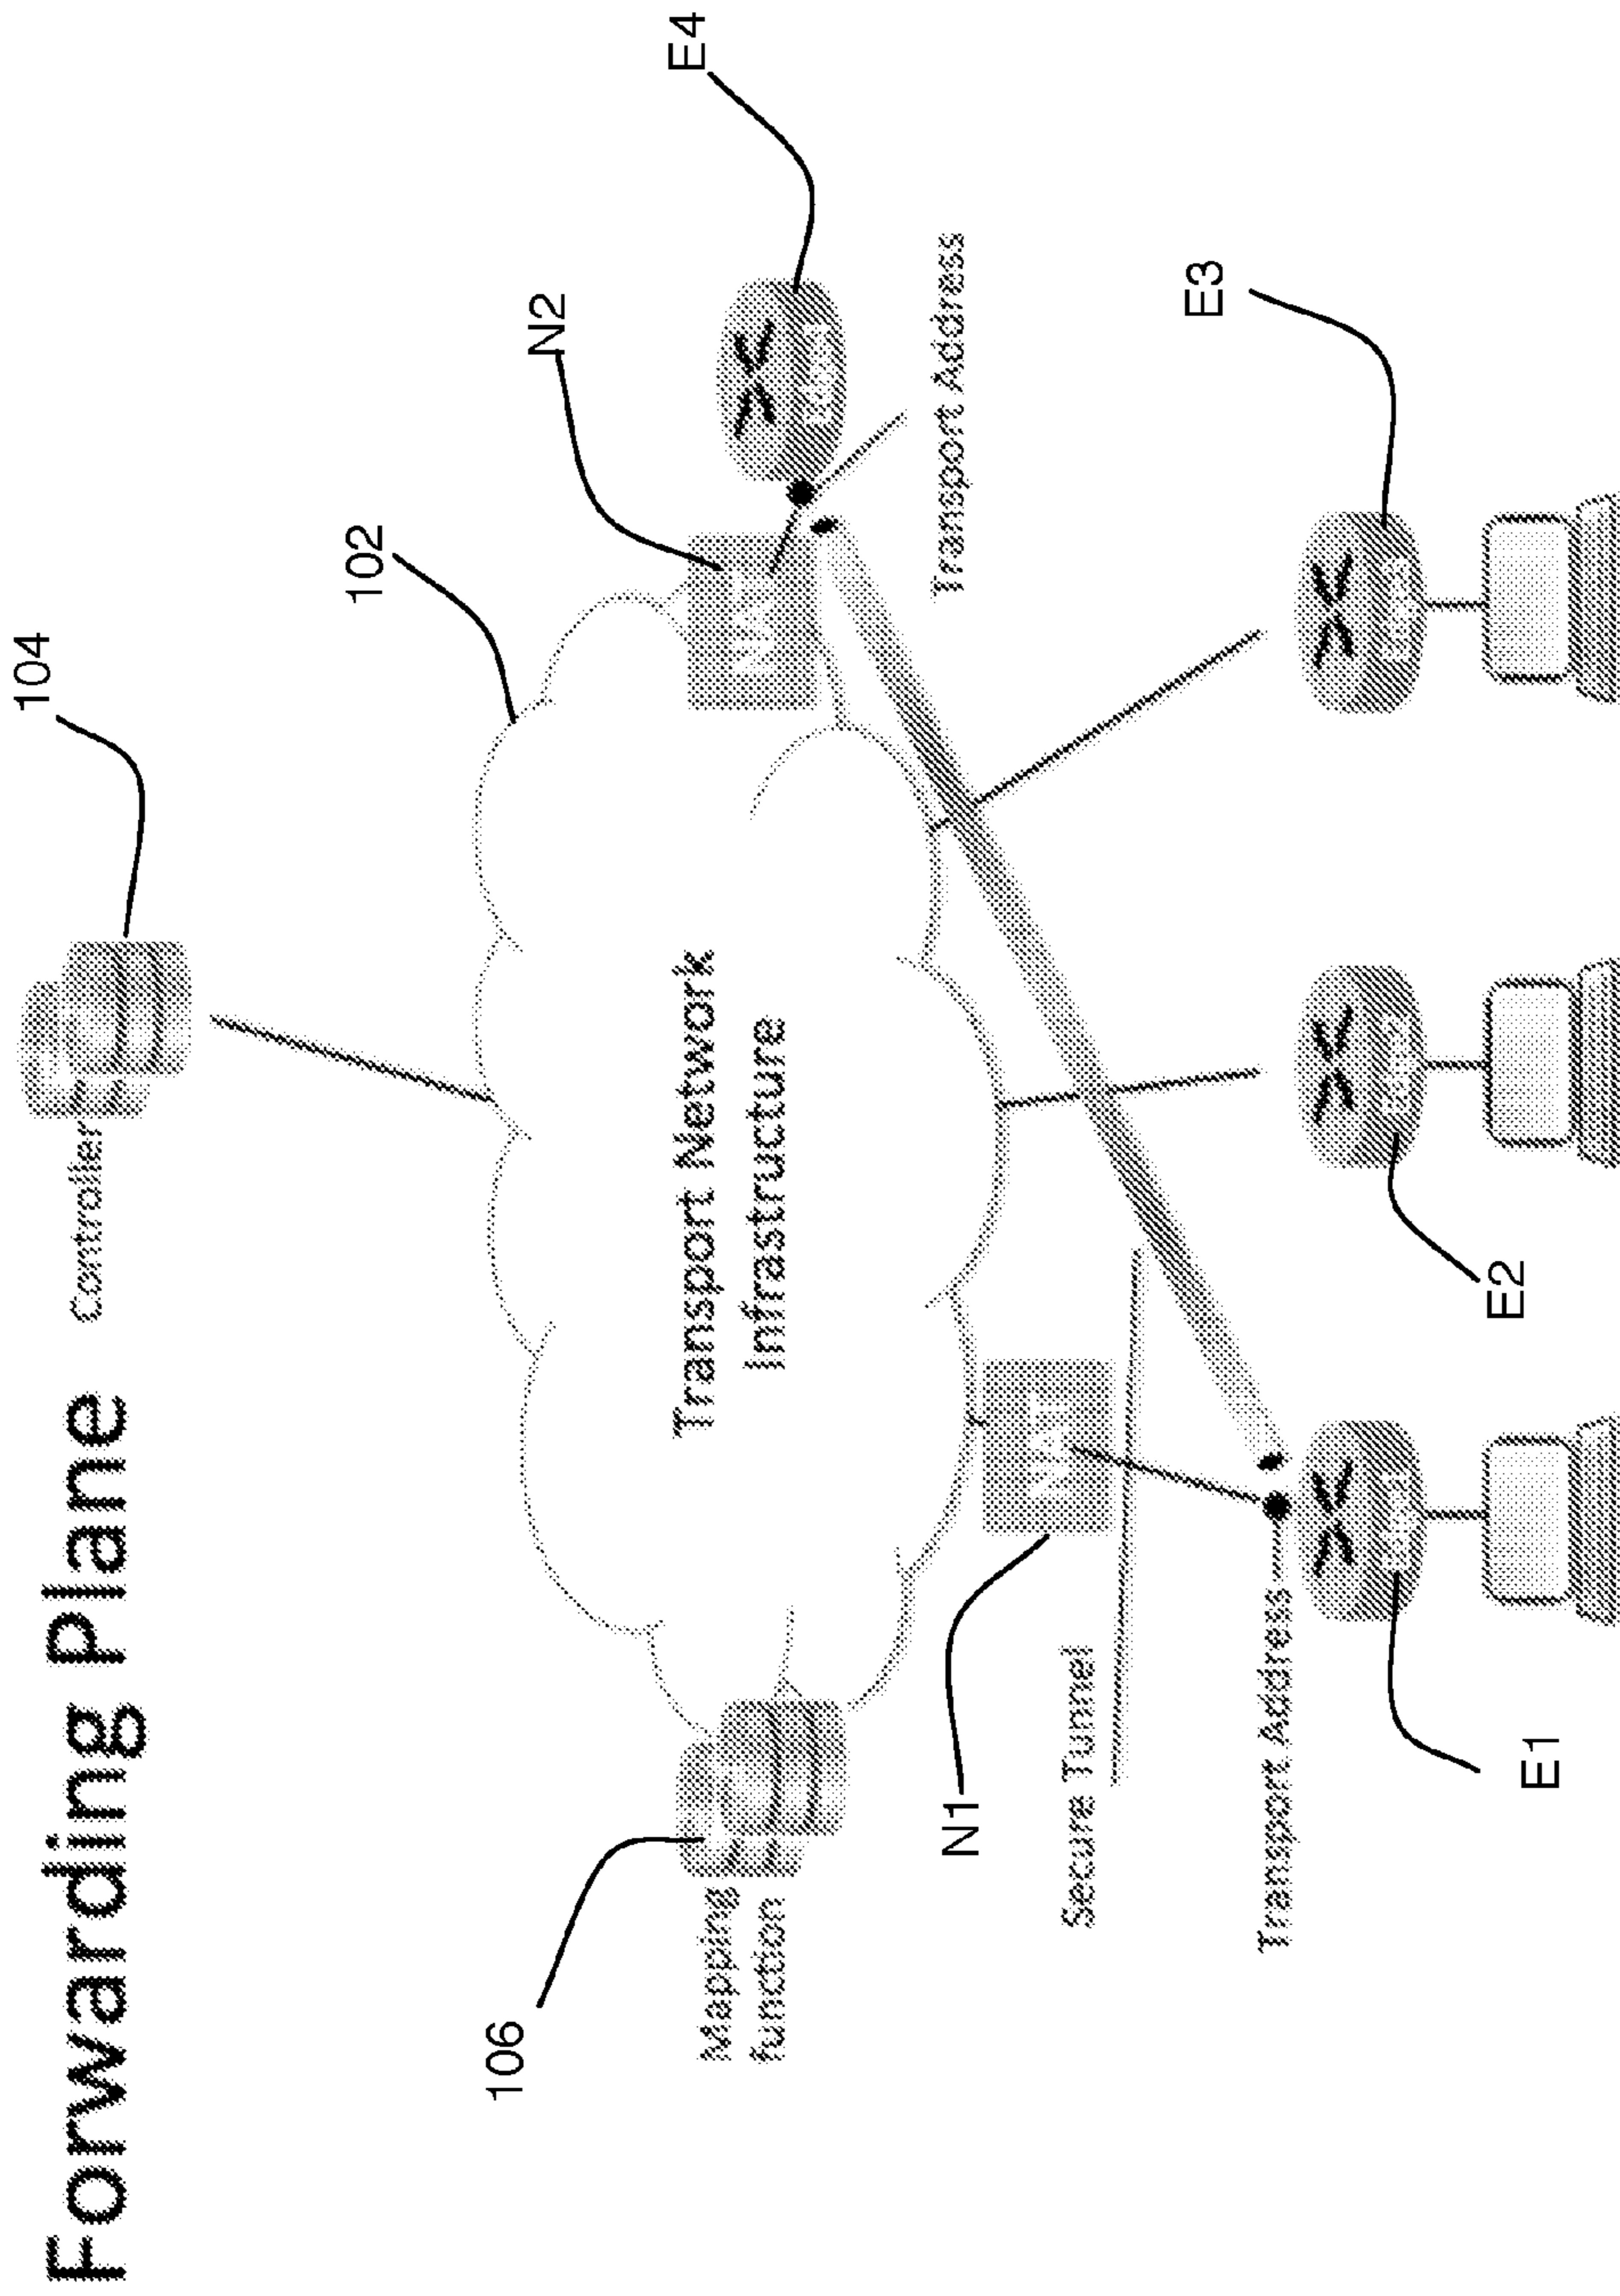 Forwarding Plane
Controller
104
102
N2
E4
Transport Address
106
Mapping
function
Transport Network
Infrastructure
N1
NAT
Secure Tunnel
Transport Address
E1
E2
E3